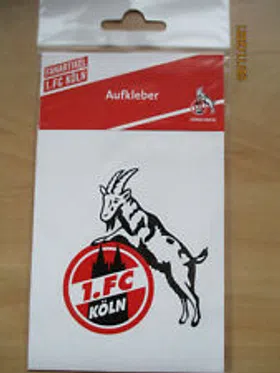 FANARTIKEL
1. FC KÖLN
Aufkleber
1. FC
KÖLN